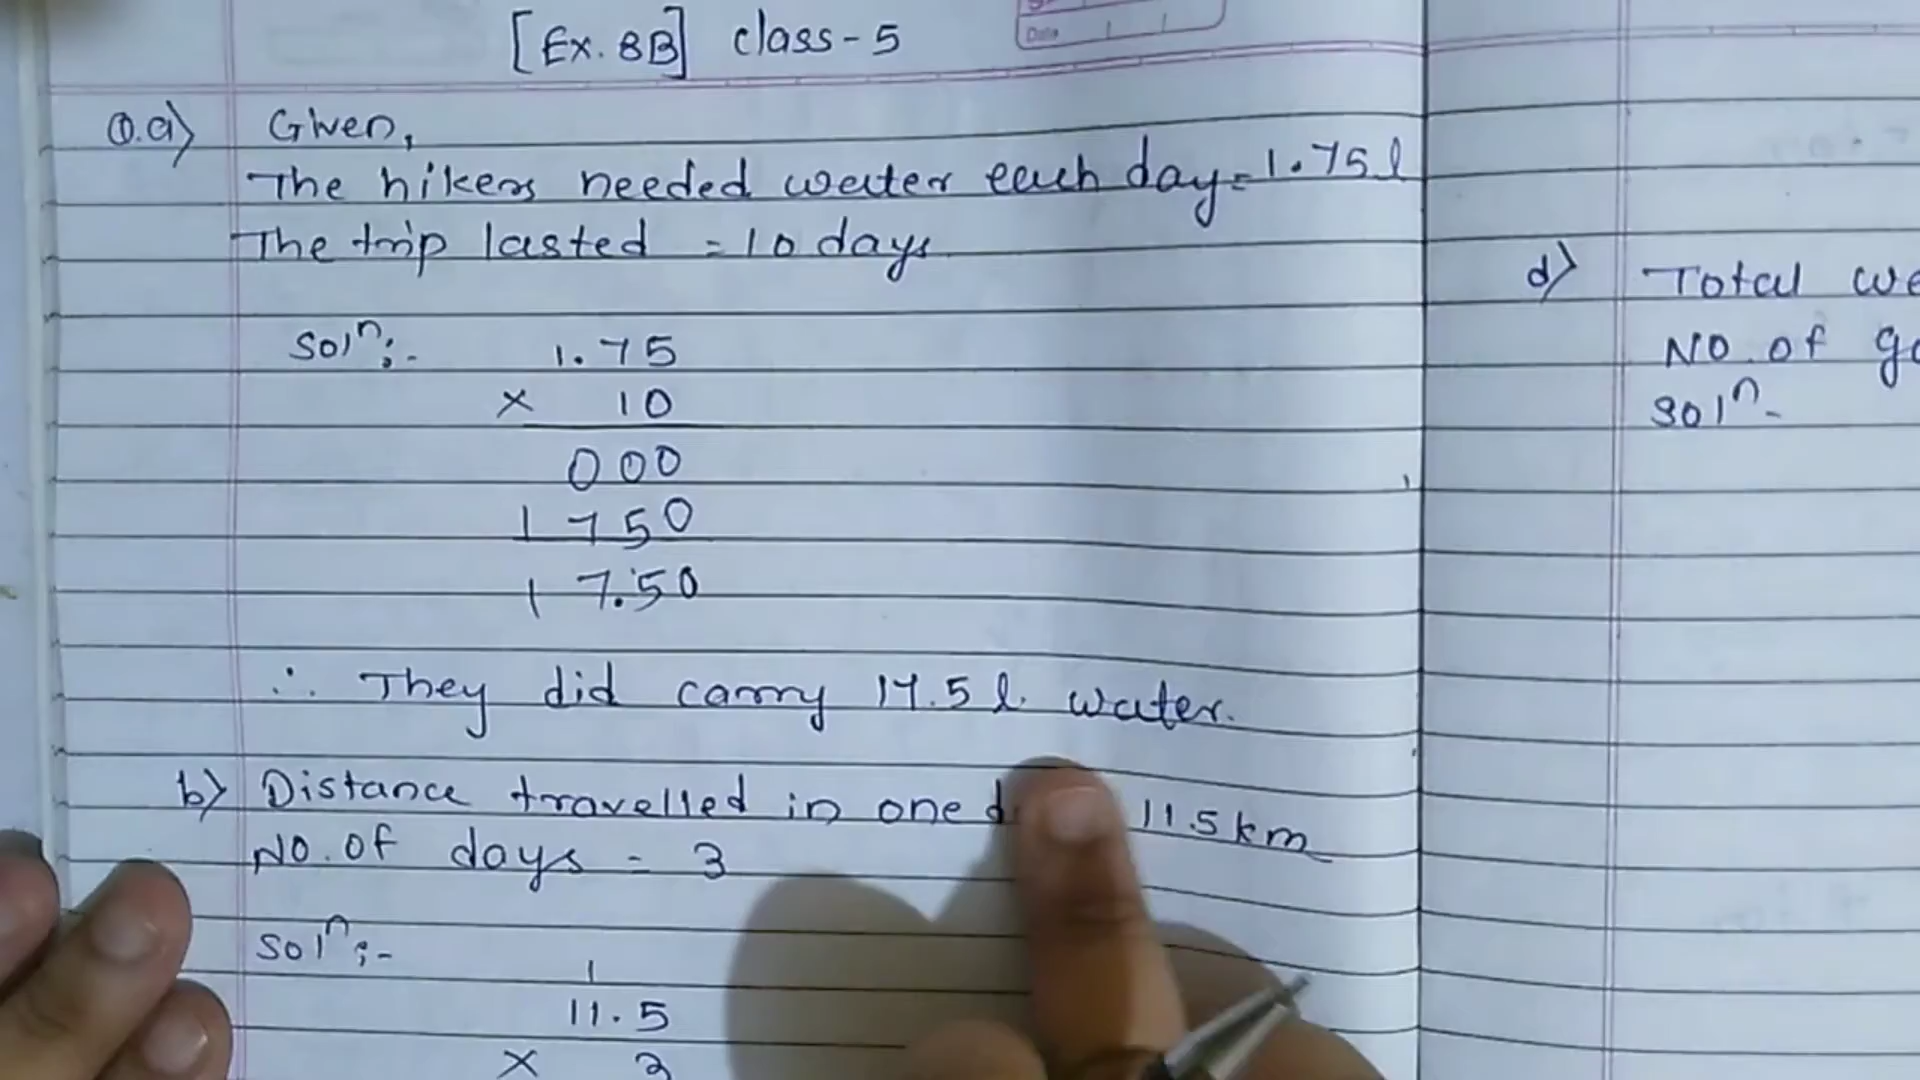 [Ex. 8B] class-5
Date
Q.a) Given,
The hikers needed water each day = 1.75 l
The trip lasted = 10 days
Solⁿ:- 1.75
× 10
000
1750
17.50
∴ They did carry 17.5 l. water.
b) Distance travelled in one 11.5 km
No. of days = 3
Solⁿ:- 1
11.5
× 3
d) Total
No. of
Solⁿ-